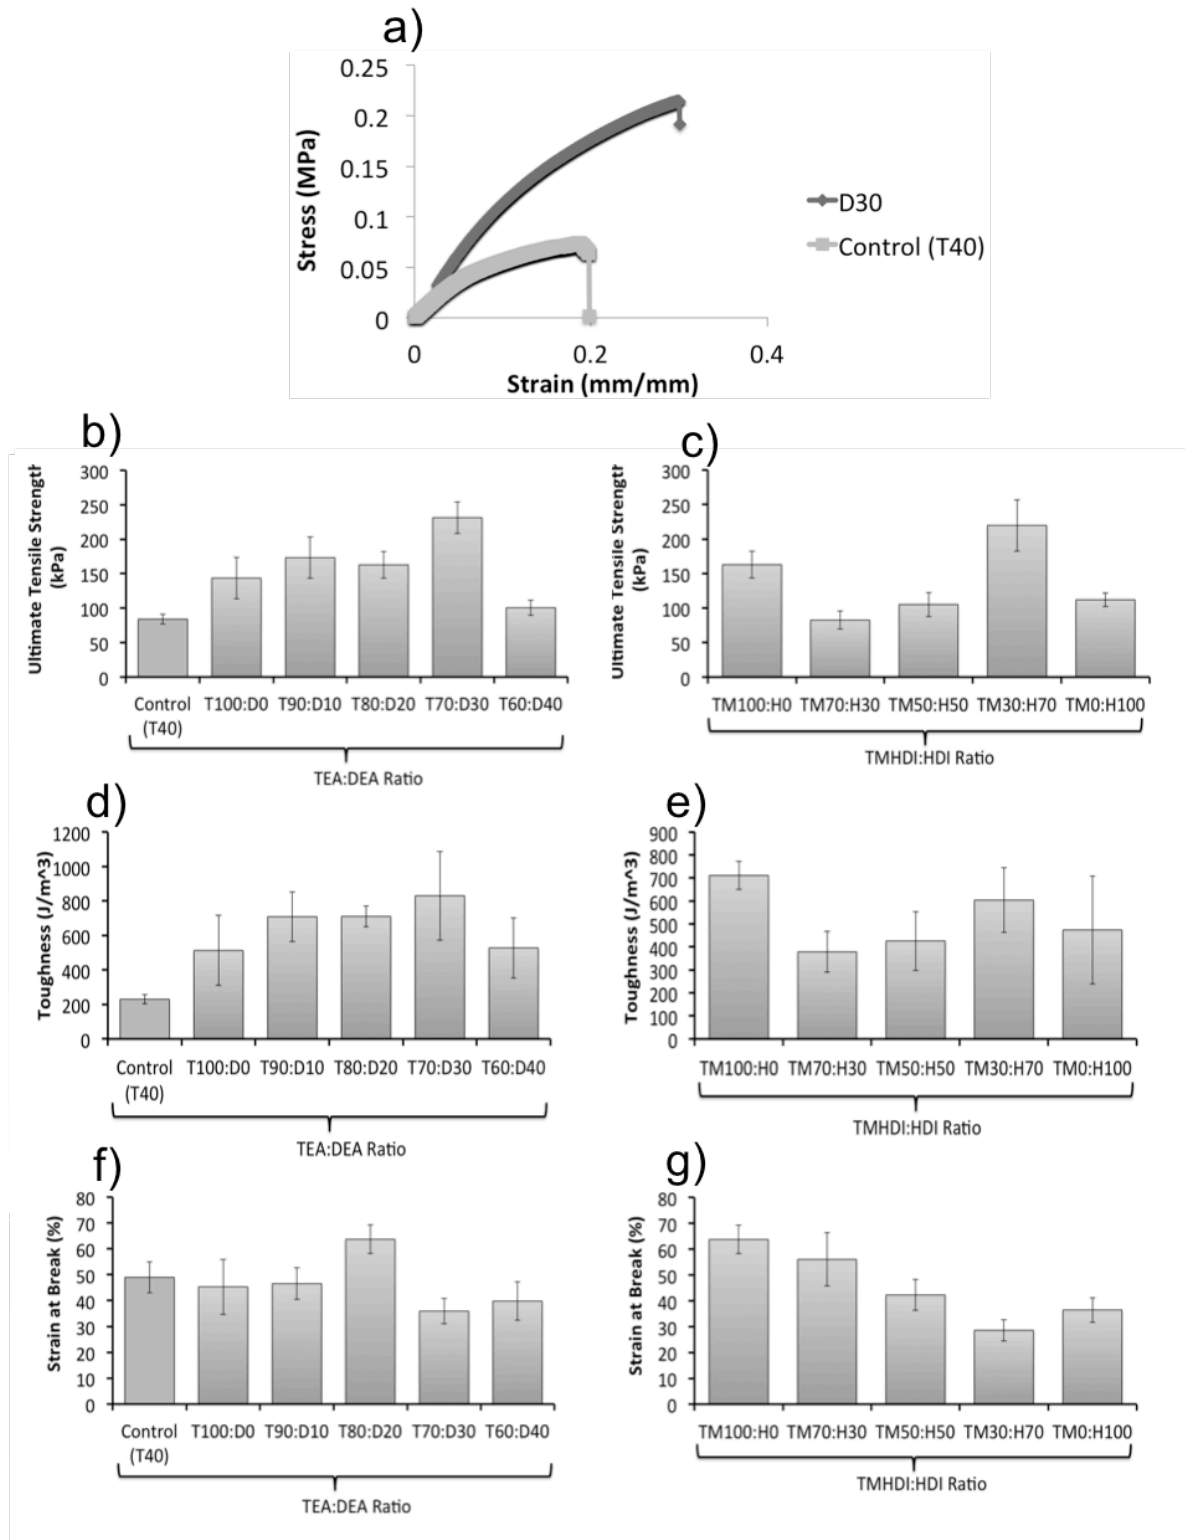 a)
0.25
0.2
0.15
0.1
0.05
0
Stress (MPa)
0 0.2 0.4
Strain (mm/mm)
D30
Control (T40)
b)
Ultimate Tensile Strength
(kPa)
300
250
200
150
100
50
0
Control
(T40)
T100:D0 T90:D10 T80:D20 T70:D30 T60:D40
TEA:DEA Ratio
c)
Ultimate Tensile Strength
(kPa)
300
250
200
150
100
50
0
TM100:H0 TM70:H30 TM50:H50 TM30:H70 TM0:H100
TMHDI:HDI Ratio
d)
Toughness (J/m^3)
1200
1000
800
600
400
200
0
Control
(T40)
T100:D0 T90:D10 T80:D20 T70:D30 T60:D40
TEA:DEA Ratio
e)
Toughness (J/m^3)
900
800
700
600
500
400
300
200
100
0
TM100:H0 TM70:H30 TM50:H50 TM30:H70 TM0:H100
TMHDI:HDI Ratio
f)
Strain at Break (%)
80
70
60
50
40
30
20
10
0
Control
(T40)
T100:D0 T90:D10 T80:D20 T70:D30 T60:D40
TEA:DEA Ratio
g)
Strain at Break (%)
80
70
60
50
40
30
20
10
0
TM100:H0 TM70:H30 TM50:H50 TM30:H70 TM0:H100
TMHDI:HDI Ratio